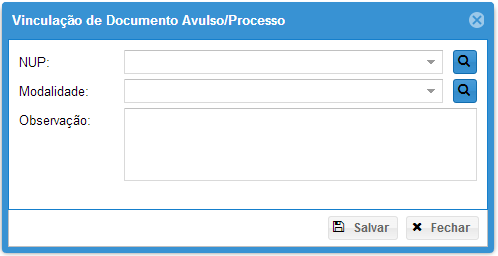 Vinculação de Documento Avulso/Processo
NUP:
Modalidade:
Observação:
Salvar
Fechar